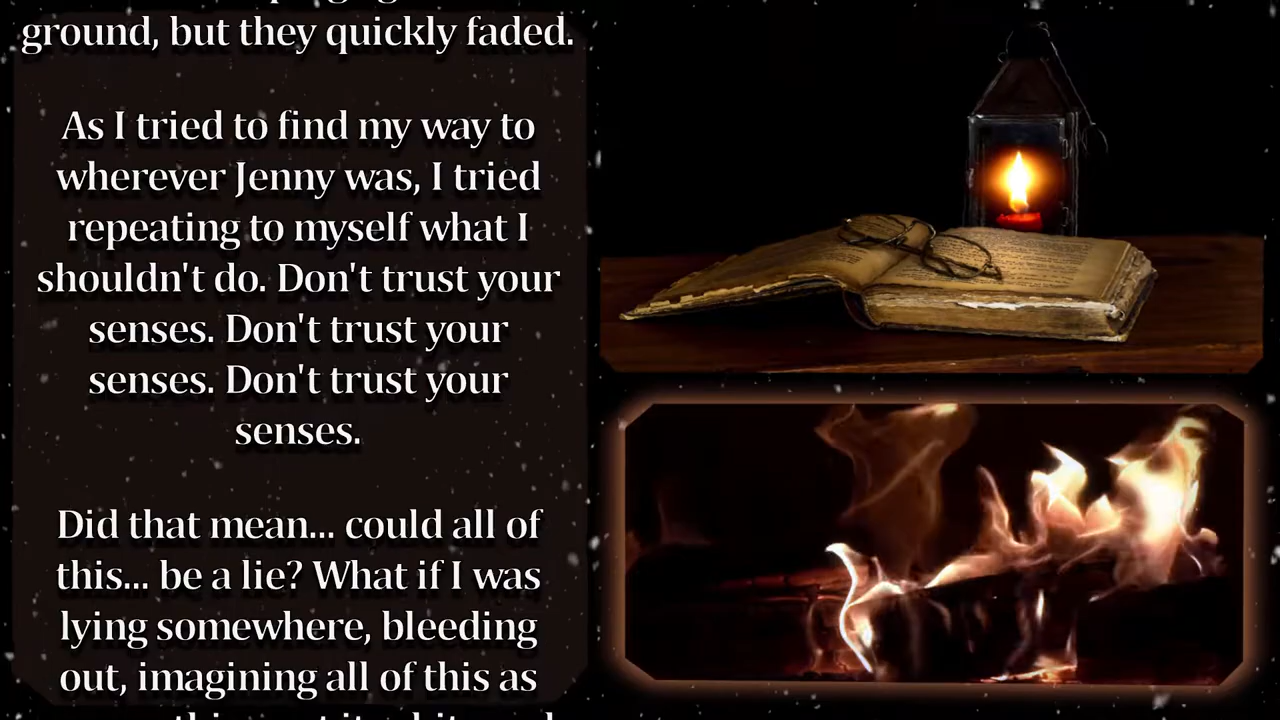 ground, but they quickly faded.
As I tried to find my way to
wherever Jenny was, I tried
repeating to myself what I
shouldn't do. Don't trust your
senses. Don't trust your
senses. Don't trust your
senses.
Did that mean... could all of
this... be a lie? What if I was
lying somewhere, bleeding
out, imagining all of this as